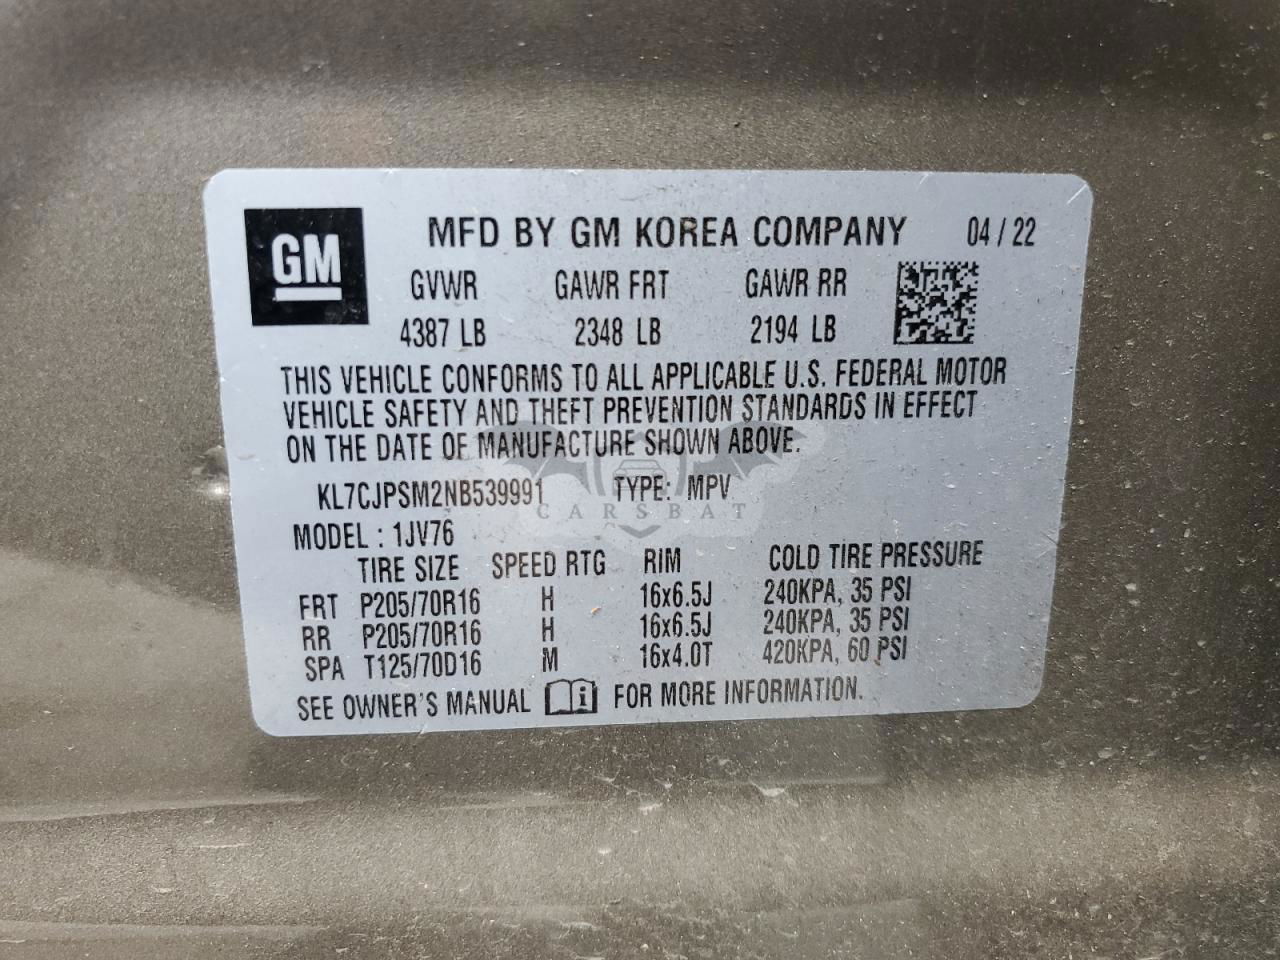 GM
MFD BY GM KOREA COMPANY 04 / 22
GVWR GAWR FRT GAWR RR
4387 LB 2348 LB 2194 LB
THIS VEHICLE CONFORMS TO ALL APPLICABLE U.S. FEDERAL MOTOR
VEHICLE SAFETY AND THEFT PREVENTION STANDARDS IN EFFECT
ON THE DATE OF MANUFACTURE SHOWN ABOVE.
KL7CJPSM2NB539991 TYPE: MPV
CARSBAT
MODEL : 1JV76
TIRE SIZE SPEED RTG RIM COLD TIRE PRESSURE
FRT P205/70R16 H 16x6.5J 240KPA, 35 PSI
RR P205/70R16 H 16x6.5J 240KPA, 35 PSI
SPA T125/70D16 M 16x4.0T 420KPA, 60 PSI
SEE OWNER'S MANUAL i FOR MORE INFORMATION.